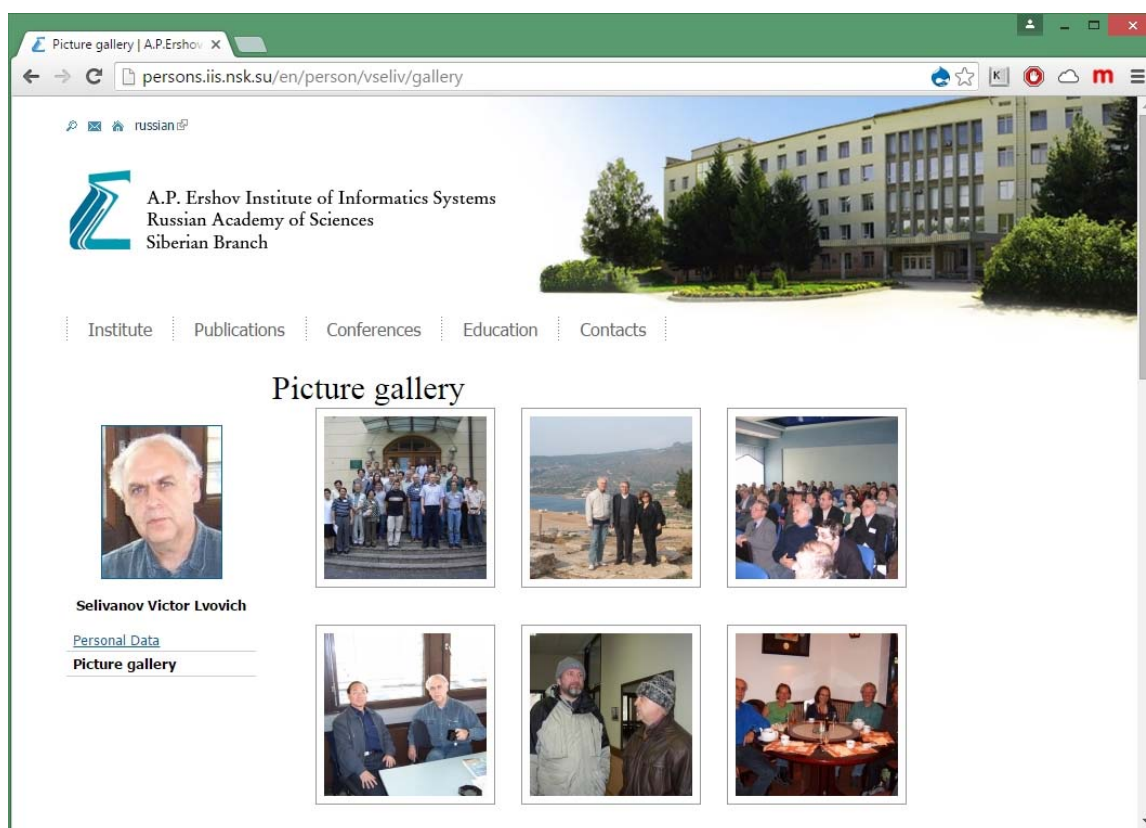 Picture gallery | A.P.Ershov
persons.iis.nsk.su/en/person/vseliv/gallery
russian
A.P. Ershov Institute of Informatics Systems
Russian Academy of Sciences
Siberian Branch
Institute Publications Conferences Education Contacts
Picture gallery
Selivanov Victor Lvovich
Personal Data
Picture gallery